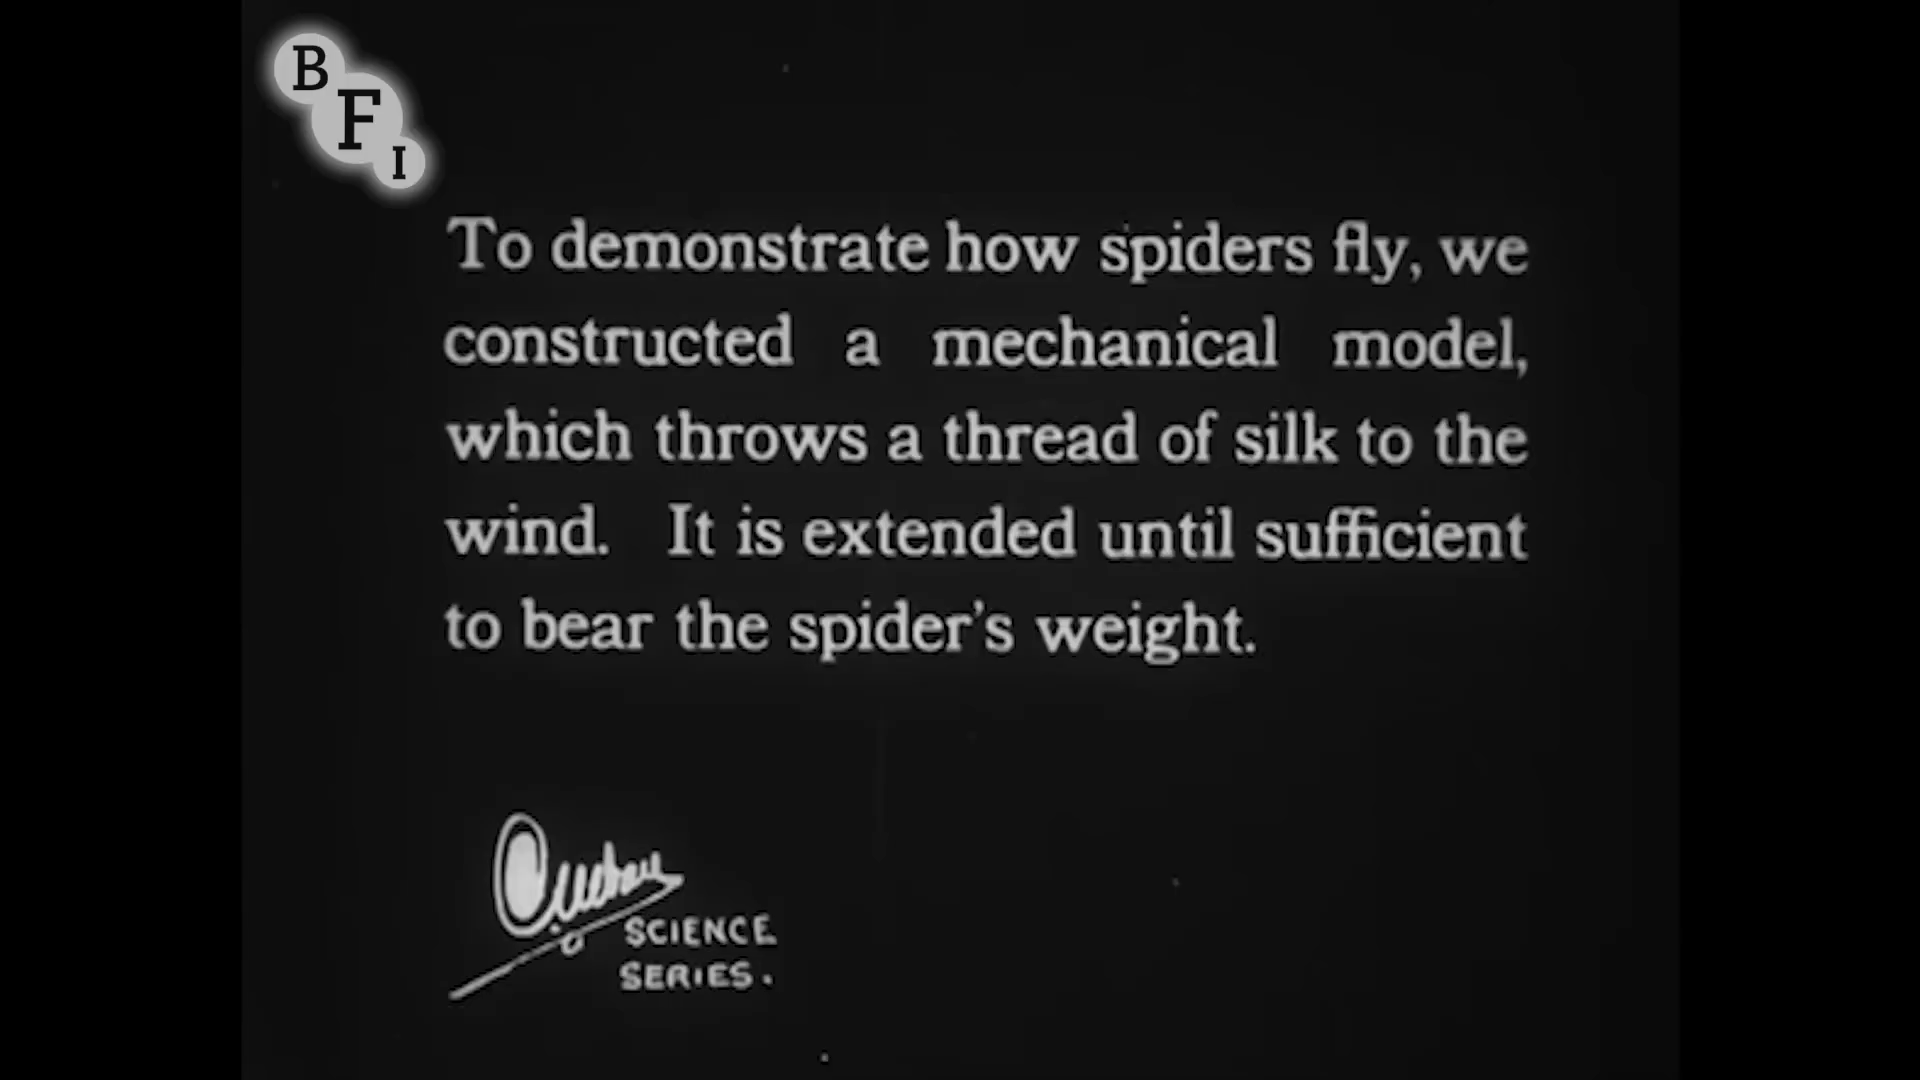 BFI
To demonstrate how spiders fly, we
constructed a mechanical model,
which throws a thread of silk to the
wind. It is extended until sufficient
to bear the spider's weight.
SCIENCE
SERIES.